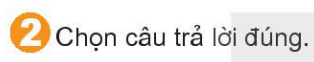 2 Chọn câu trả lời đúng.